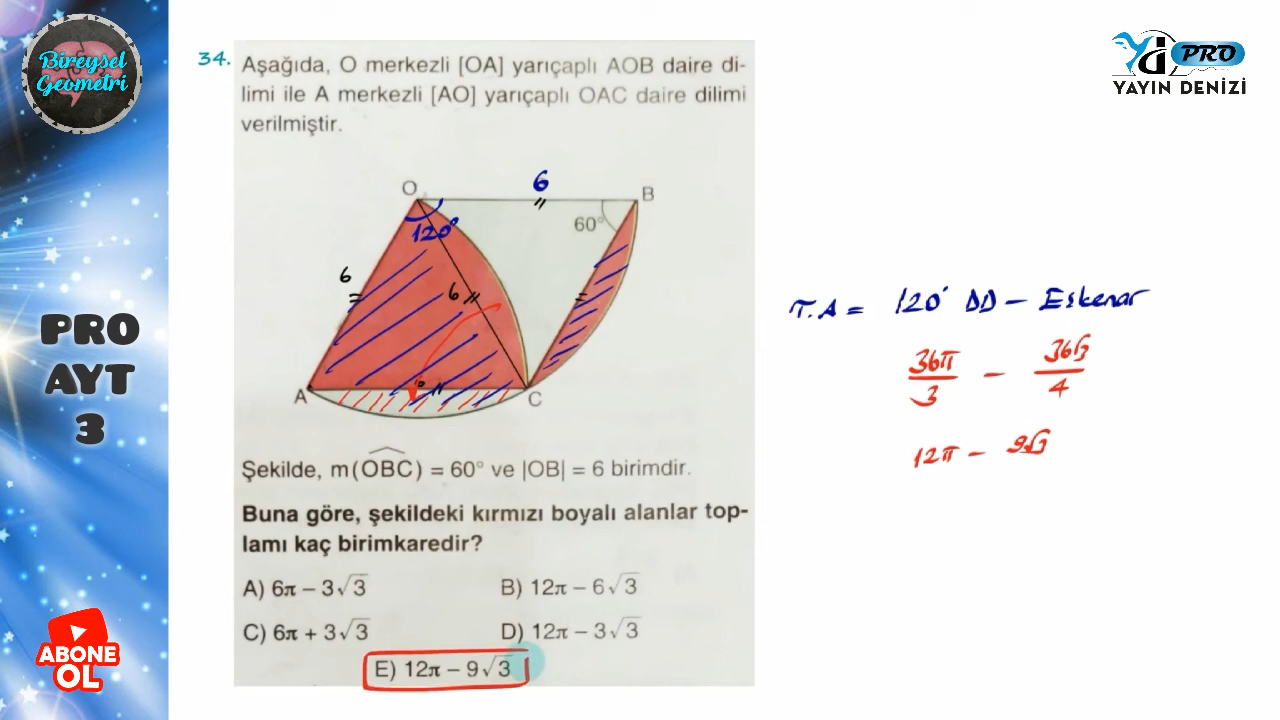 Bireysel
Geometri
PRO
AYT
3
ABONE
OL
34. Aşağıda, O merkezli [OA] yarıçaplı AOB daire di-
limi ile A merkezli [AO] yarıçaplı OAC daire dilimi
verilmiştir.
O
6
B
120°
60°
6
6
A
C
Şekilde, m(OBC) = 60° ve |OB| = 6 birimdir.
Buna göre, şekildeki kırmızı boyalı alanlar top-
lamı kaç birimkaredir?
A) 6π – 3√3
B) 12π – 6√3
C) 6π + 3√3
D) 12π – 3√3
E) 12π – 9√3
PRO
YAYIN DENİZİ
T.A = 120° DD – Eşkenar
36π/3 – 36√3/4
12π – 9√3